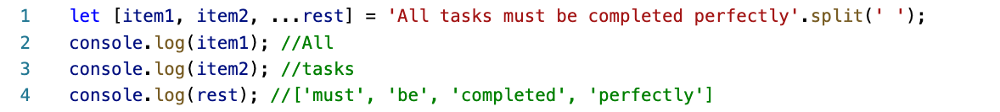 1 let [item1, item2, ...rest] = 'All tasks must be completed perfectly'.split(' ');
2 console.log(item1); //All
3 console.log(item2); //tasks
4 console.log(rest); //['must', 'be', 'completed', 'perfectly']